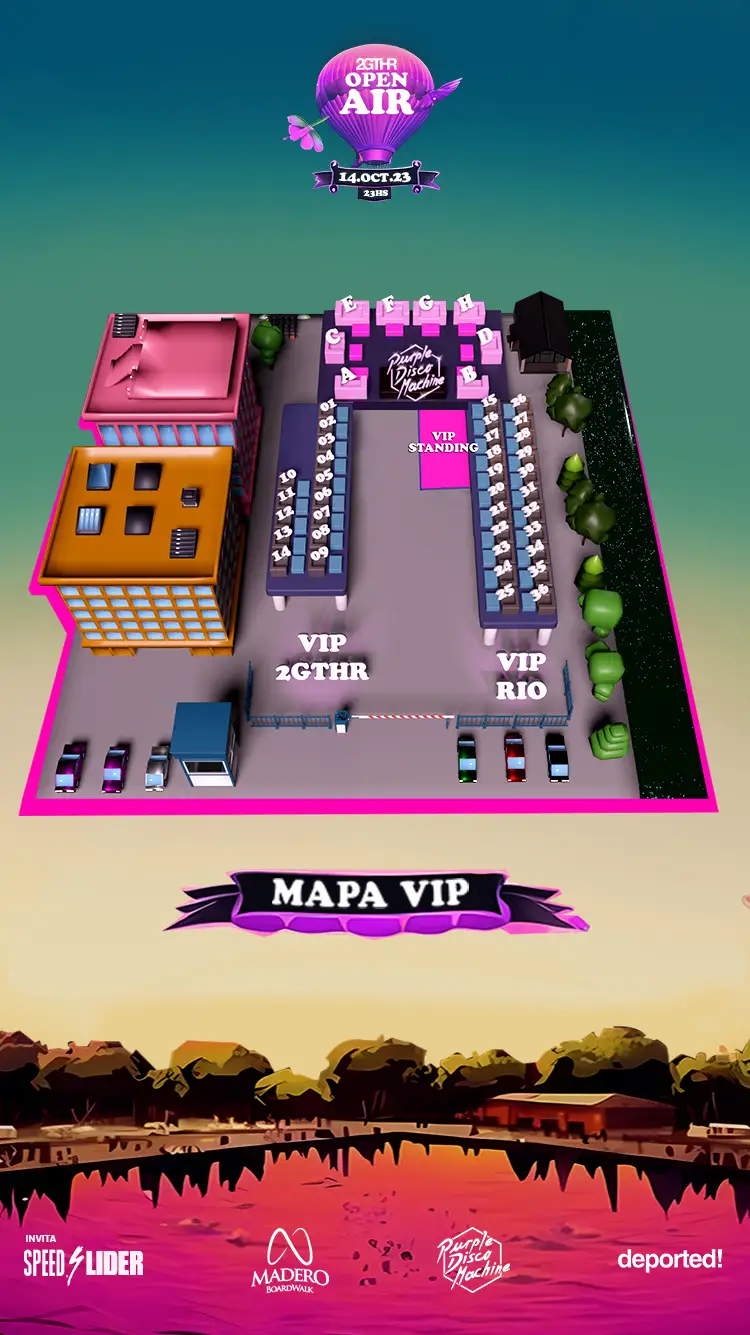 2GTHR
OPEN
AIR
14.OCT.23
23HS
E F G H
C D
A B
Purple
Disco
Machine
VIP
STANDING
01
02
03
04
05
06
07
08
09
10
11
12
13
14
15 26
16 27
17 28
18 29
19 30
20 31
21 32
22 33
23 34
24 35
25 36
VIP
2GTHR
VIP
RIO
MAPA VIP
INVITA
SPEED LIDER
MADERO
BOARDWALK
Purple
Disco
Machine
deported!